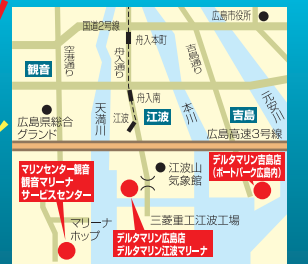 広島市役所
国道2号線
舟入本町
空港通り
舟入通り
吉島通り
観音
舟入南
元安川
広島県総合
グランド
天満川
江波
江波
本川
吉島
広島高速3号線
マリンセンター観音
観音マリーナ
サービスセンター
江波山
気象館
デルタマリン吉島店
(ボートパーク広島内)
マリーナ
ホップ
三菱重工江波工場
デルタマリン広島店
デルタマリン江波マリーナ